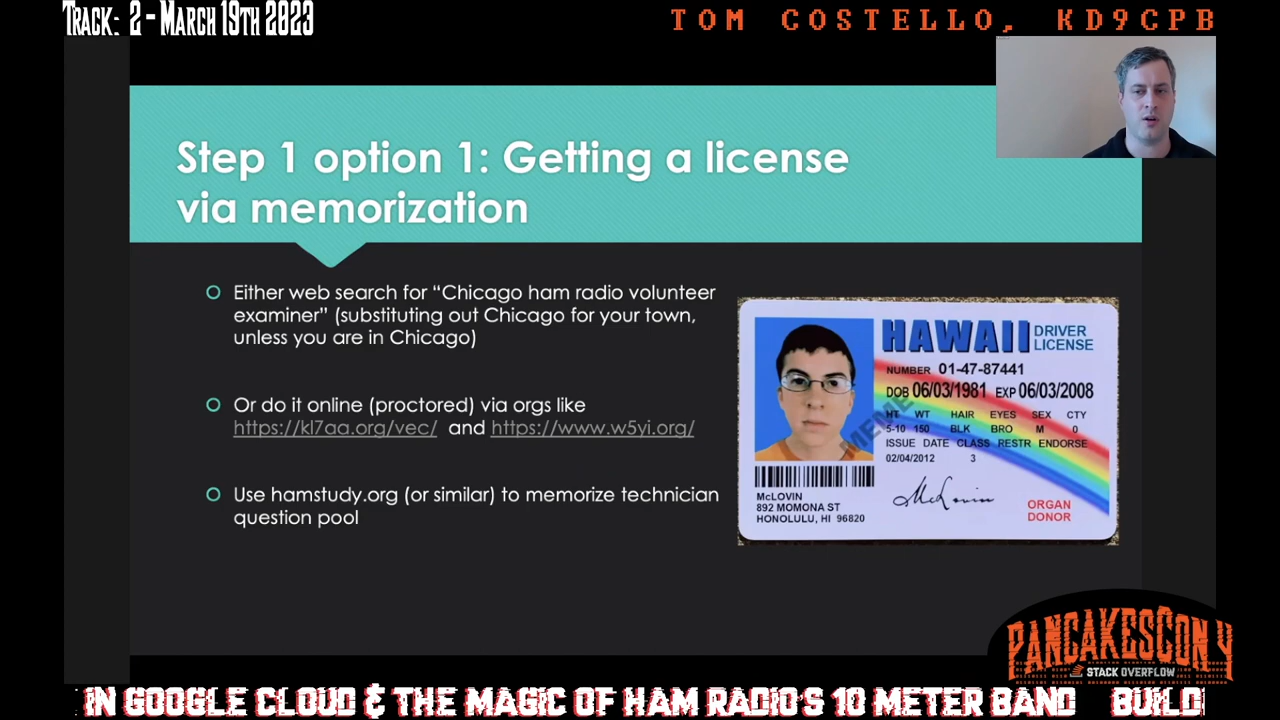 TRACK: 2 - MARCH 19TH 2023
TOM COSTELLO, KD9CPB
Step 1 option 1: Getting a license
via memorization
Either web search for “Chicago ham radio volunteer
examiner” (substituting out Chicago for your town,
unless you are in Chicago)
Or do it online (proctored) via orgs like
https://kl7aa.org/vec/ and https://www.w5yi.org/
Use hamstudy.org (or similar) to memorize technician
question pool
HAWAII DRIVER
LICENSE
NUMBER 01-47-87441
DOB 06/03/1981 EXP 06/03/2008
HT WT HAIR EYES SEX CTY
5-10 150 BLK BRO M 0
ISSUE DATE CLASS RESTR ENDORSE
02/04/2012 3
MEME
McLOVIN
892 MOMONA ST
HONOLULU, HI 96820
McLovin
ORGAN
DONOR
PANCAKESCON 4
STACK OVERFLOW
IN GOOGLE CLOUD & THE MAGIC OF HAM RADIO'S 10 METER BAND BUILD